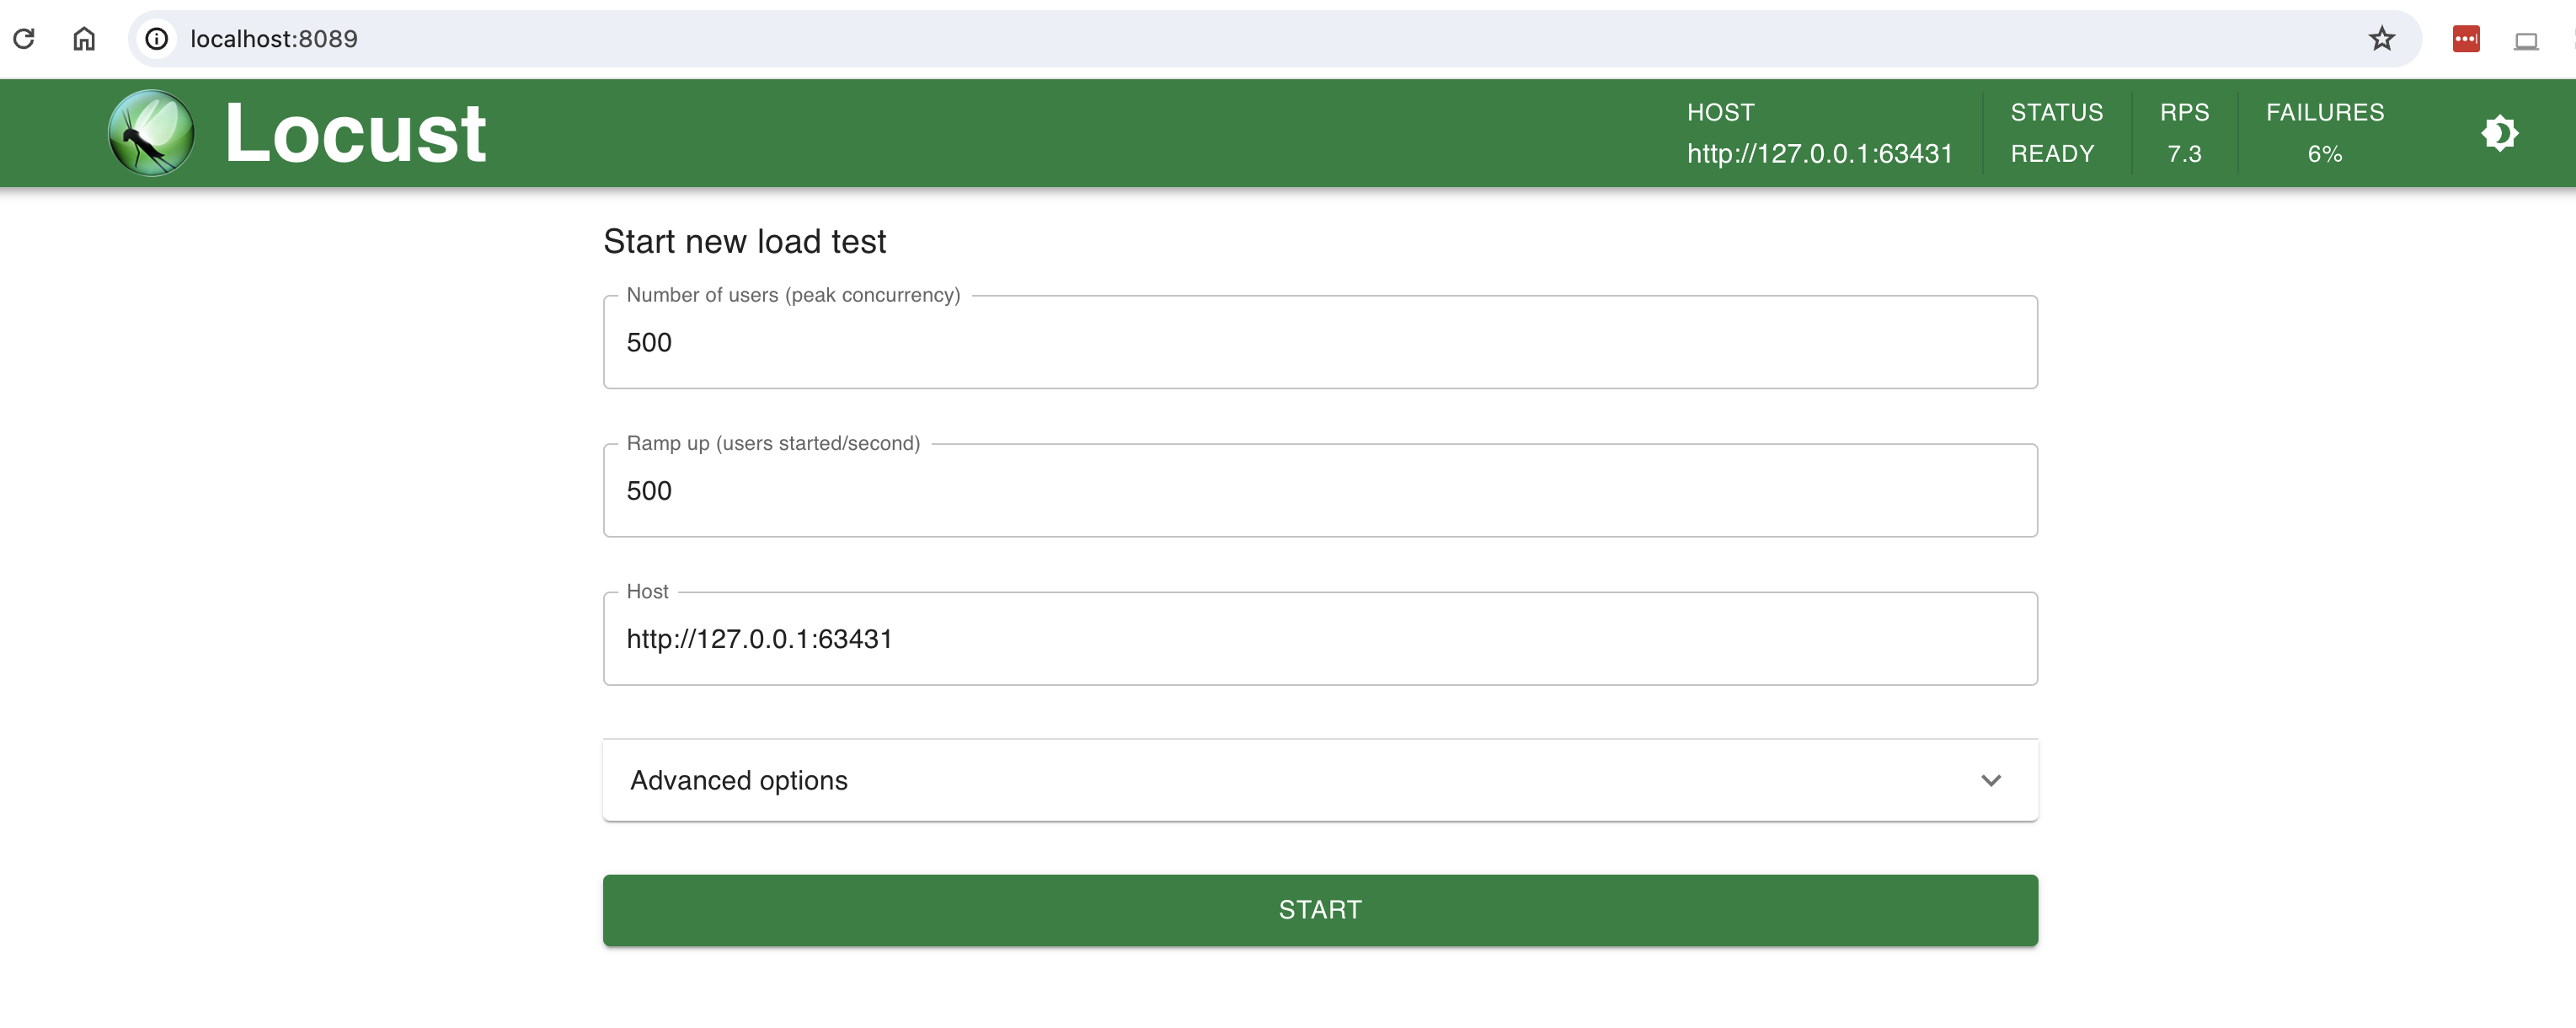 localhost:8089
Locust
HOST
http://127.0.0.1:63431
STATUS
READY
RPS
7.3
FAILURES
6%
Start new load test
Number of users (peak concurrency)
500
Ramp up (users started/second)
500
Host
http://127.0.0.1:63431
Advanced options
START